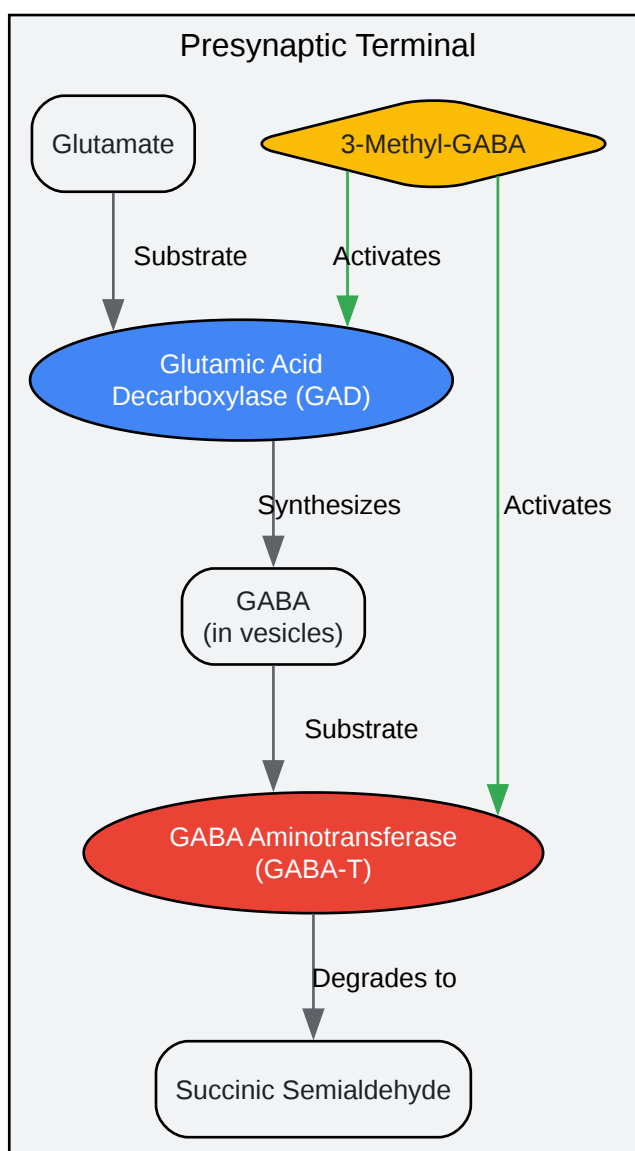 Presynaptic Terminal
Glutamate
3-Methyl-GABA
Substrate
Activates
Glutamic Acid
Decarboxylase (GAD)
Synthesizes
Activates
GABA
(in vesicles)
Substrate
GABA Aminotransferase
(GABA-T)
Degrades to
Succinic Semialdehyde